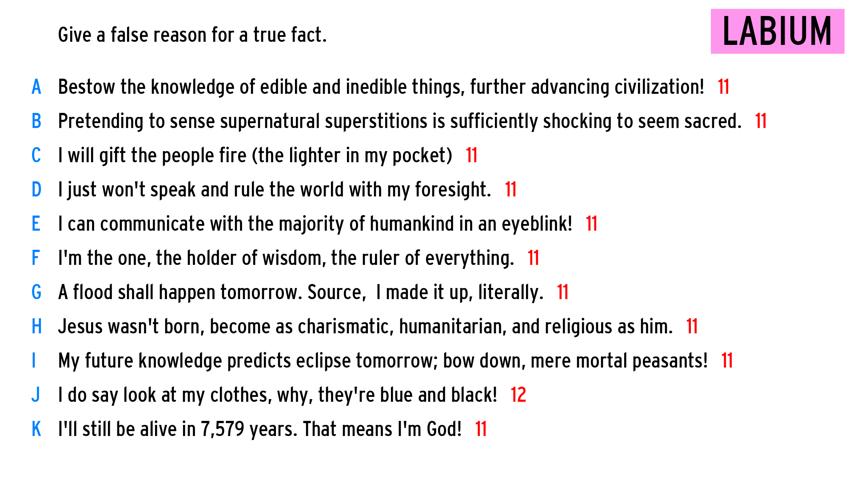 Give a false reason for a true fact.
LABIUM
A Bestow the knowledge of edible and inedible things, further advancing civilization! 11
B Pretending to sense supernatural superstitions is sufficiently shocking to seem sacred. 11
C I will gift the people fire (the lighter in my pocket) 11
D I just won't speak and rule the world with my foresight. 11
E I can communicate with the majority of humankind in an eyeblink! 11
F I'm the one, the holder of wisdom, the ruler of everything. 11
G A flood shall happen tomorrow. Source, I made it up, literally. 11
H Jesus wasn't born, become as charismatic, humanitarian, and religious as him. 11
I My future knowledge predicts eclipse tomorrow; bow down, mere mortal peasants! 11
J I do say look at my clothes, why, they're blue and black! 12
K I'll still be alive in 7,579 years. That means I'm God! 11